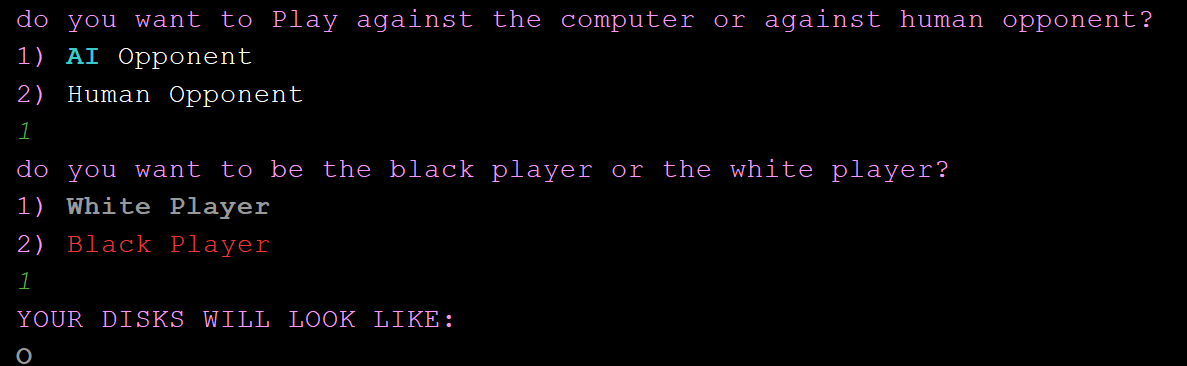 do you want to Play against the computer or against human opponent?
1) AI Opponent
2) Human Opponent
1
do you want to be the black player or the white player?
1) White Player
2) Black Player
1
YOUR DISKS WILL LOOK LIKE:
O